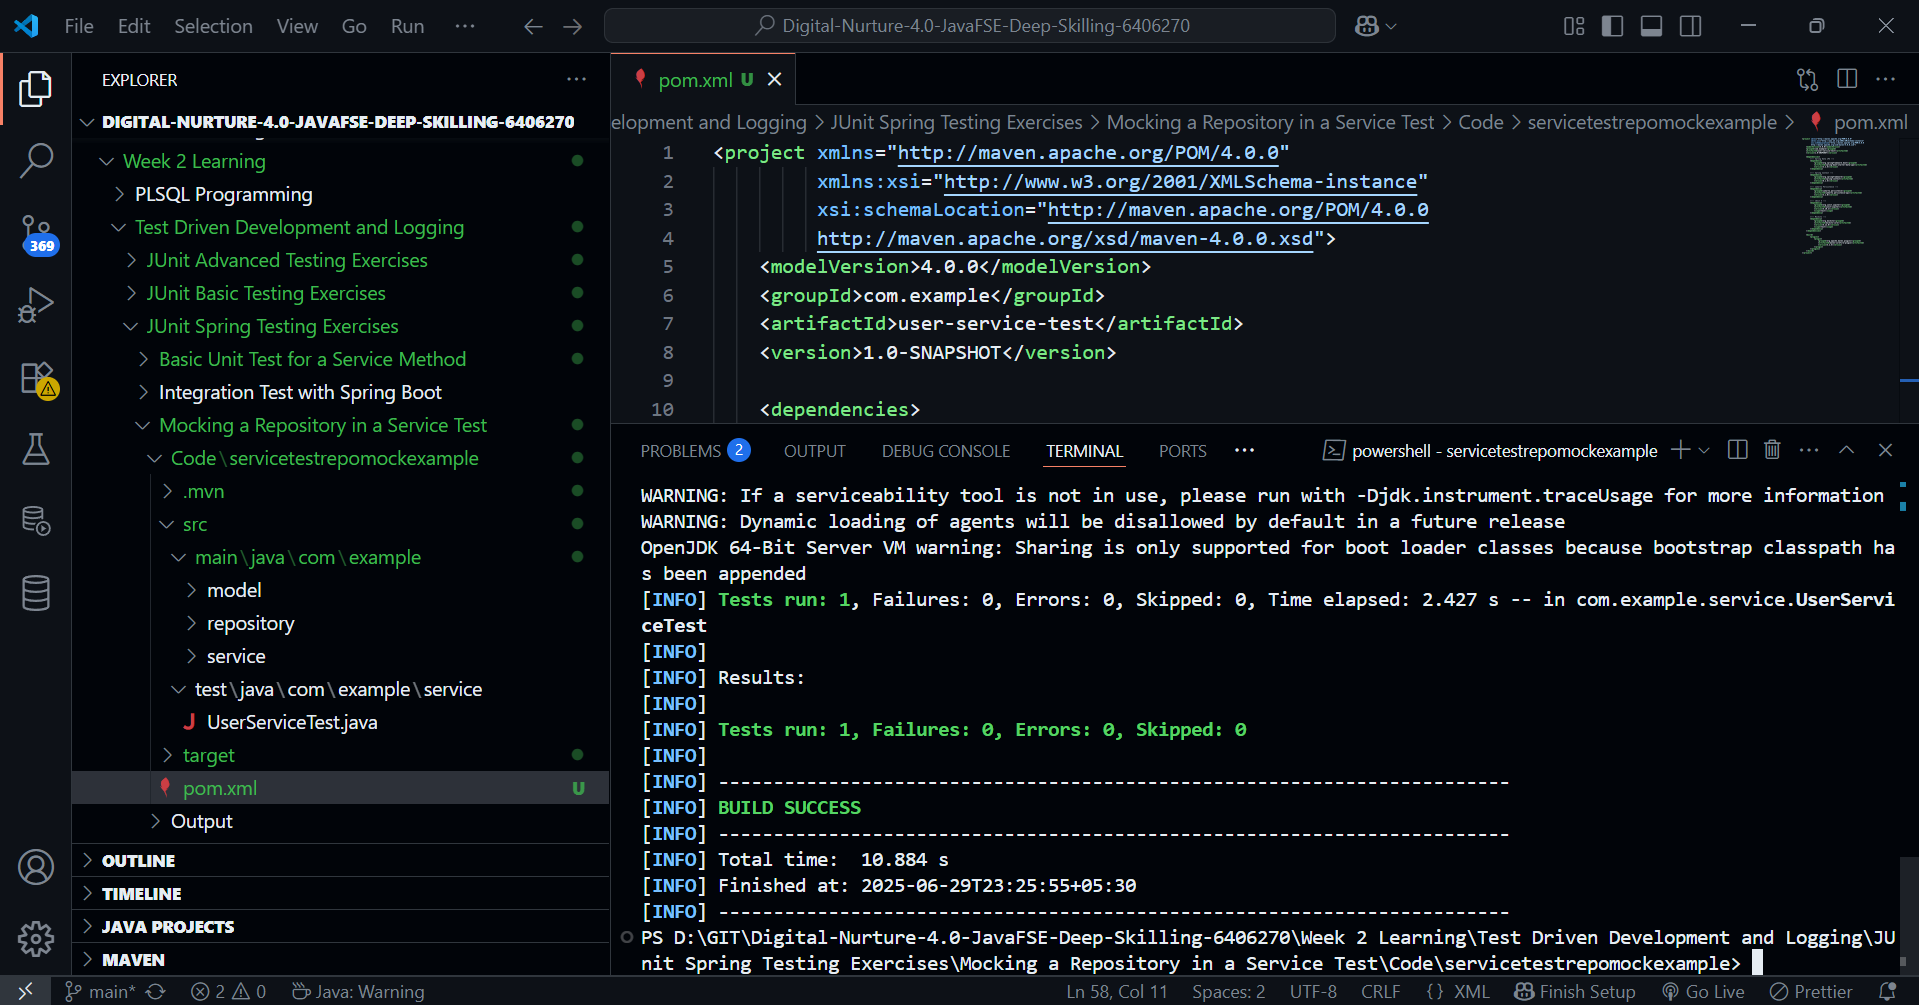 File Edit Selection View Go Run ···
Digital-Nurture-4.0-JavaFSE-Deep-Skilling-6406270
EXPLORER
DIGITAL-NURTURE-4.0-JAVAFSE-DEEP-SKILLING-6406270
Week 2 Learning
PLSQL Programming
Test Driven Development and Logging
JUnit Advanced Testing Exercises
JUnit Basic Testing Exercises
JUnit Spring Testing Exercises
Basic Unit Test for a Service Method
Integration Test with Spring Boot
Mocking a Repository in a Service Test
Code\servicetestrepomockexample
.mvn
src
main\java\com\example
model
repository
service
test\java\com\example\service
J UserServiceTest.java
target
pom.xml U
Output
OUTLINE
TIMELINE
JAVA PROJECTS
MAVEN
369
pom.xml U
elopment and Logging > JUnit Spring Testing Exercises > Mocking a Repository in a Service Test > Code > servicetestrepomockexample > pom.xml
1 <project xmlns="http://maven.apache.org/POM/4.0.0"
2 xmlns:xsi="http://www.w3.org/2001/XMLSchema-instance"
3 xsi:schemaLocation="http://maven.apache.org/POM/4.0.0
4 http://maven.apache.org/xsd/maven-4.0.0.xsd">
5 <modelVersion>4.0.0</modelVersion>
6 <groupId>com.example</groupId>
7 <artifactId>user-service-test</artifactId>
8 <version>1.0-SNAPSHOT</version>
9
10 <dependencies>
PROBLEMS 2 OUTPUT DEBUG CONSOLE TERMINAL PORTS ··· powershell - servicetestrepomockexample
WARNING: If a serviceability tool is not in use, please run with -Djdk.instrument.traceUsage for more information
WARNING: Dynamic loading of agents will be disallowed by default in a future release
OpenJDK 64-Bit Server VM warning: Sharing is only supported for boot loader classes because bootstrap classpath ha
s been appended
[INFO] Tests run: 1, Failures: 0, Errors: 0, Skipped: 0, Time elapsed: 2.427 s -- in com.example.service.UserServi
ceTest
[INFO]
[INFO] Results:
[INFO]
[INFO] Tests run: 1, Failures: 0, Errors: 0, Skipped: 0
[INFO]
[INFO] ------------------------------------------------------------------------
[INFO] BUILD SUCCESS
[INFO] ------------------------------------------------------------------------
[INFO] Total time:  10.884 s
[INFO] Finished at: 2025-06-29T23:25:55+05:30
[INFO] ------------------------------------------------------------------------
PS D:\GIT\Digital-Nurture-4.0-JavaFSE-Deep-Skilling-6406270\Week 2 Learning\Test Driven Development and Logging\JU
nit Spring Testing Exercises\Mocking a Repository in a Service Test\Code\servicetestrepomockexample>
main* 2 0 Java: Warning Ln 58, Col 11 Spaces: 2 UTF-8 CRLF {} XML Finish Setup Go Live Prettier